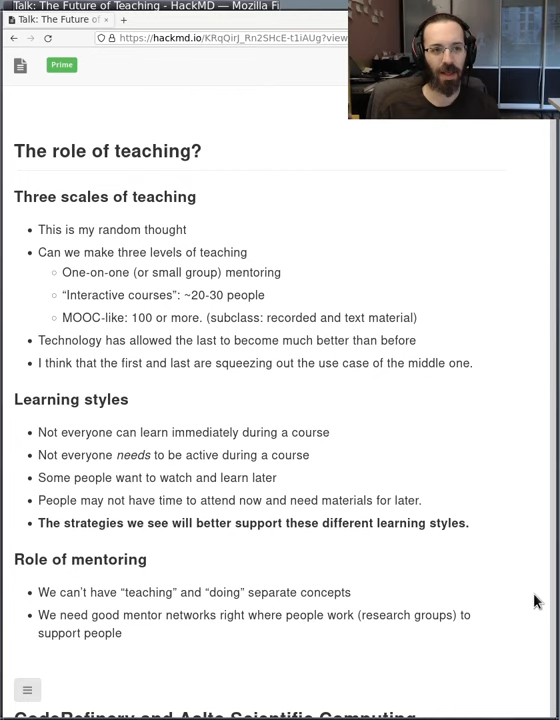 Talk: The Future of Teaching - HackMD — Mozilla Fi
Talk: The Future of
https://hackmd.io/KRqQirJ_Rn2SHcE-t1iAUg?view
Prime
The role of teaching?
Three scales of teaching
This is my random thought
Can we make three levels of teaching
One-on-one (or small group) mentoring
“Interactive courses”: ~20-30 people
MOOC-like: 100 or more. (subclass: recorded and text material)
Technology has allowed the last to become much better than before
I think that the first and last are squeezing out the use case of the middle one.
Learning styles
Not everyone can learn immediately during a course
Not everyone needs to be active during a course
Some people want to watch and learn later
People may not have time to attend now and need materials for later.
The strategies we see will better support these different learning styles.
Role of mentoring
We can’t have “teaching” and “doing” separate concepts
We need good mentor networks right where people work (research groups) to
support people
CodeRefinery and Aalto Scientific Computing